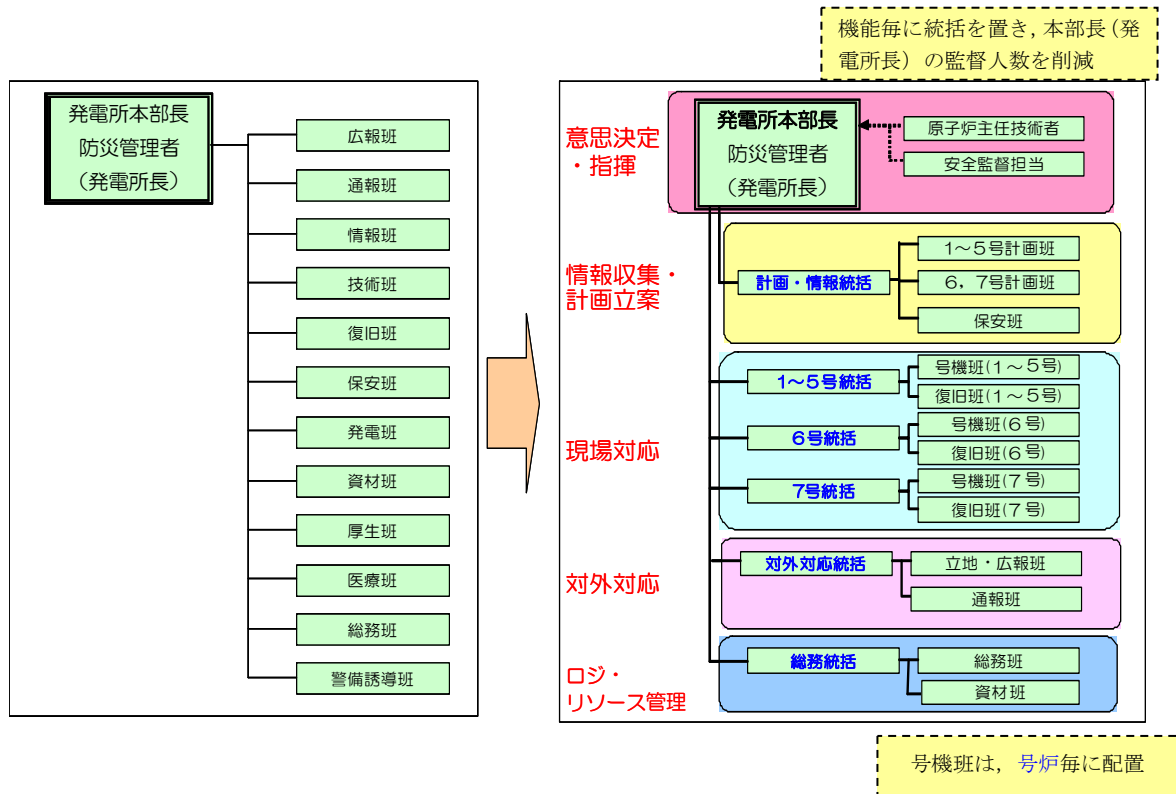 機能毎に統括を置き，本部長（発
電所長）の監督人数を削減
発電所本部長
防災管理者
（発電所長）
広報班
通報班
情報班
技術班
復旧班
保安班
発電班
資材班
厚生班
医療班
総務班
警備誘導班
意思決定
・指揮
発電所本部長
防災管理者
（発電所長）
原子炉主任技術者
安全監督担当
情報収集・
計画立案
計画・情報統括
1～5号計画班
6，7号計画班
保安班
現場対応
1～5号統括
号機班(1～5号)
復旧班(1～5号)
6号統括
号機班(6号)
復旧班(6号)
7号統括
号機班(7号)
復旧班(7号)
対外対応
対外対応統括
立地・広報班
通報班
ロジ・
リソース管理
総務統括
総務班
資材班
号機班は，号炉毎に配置